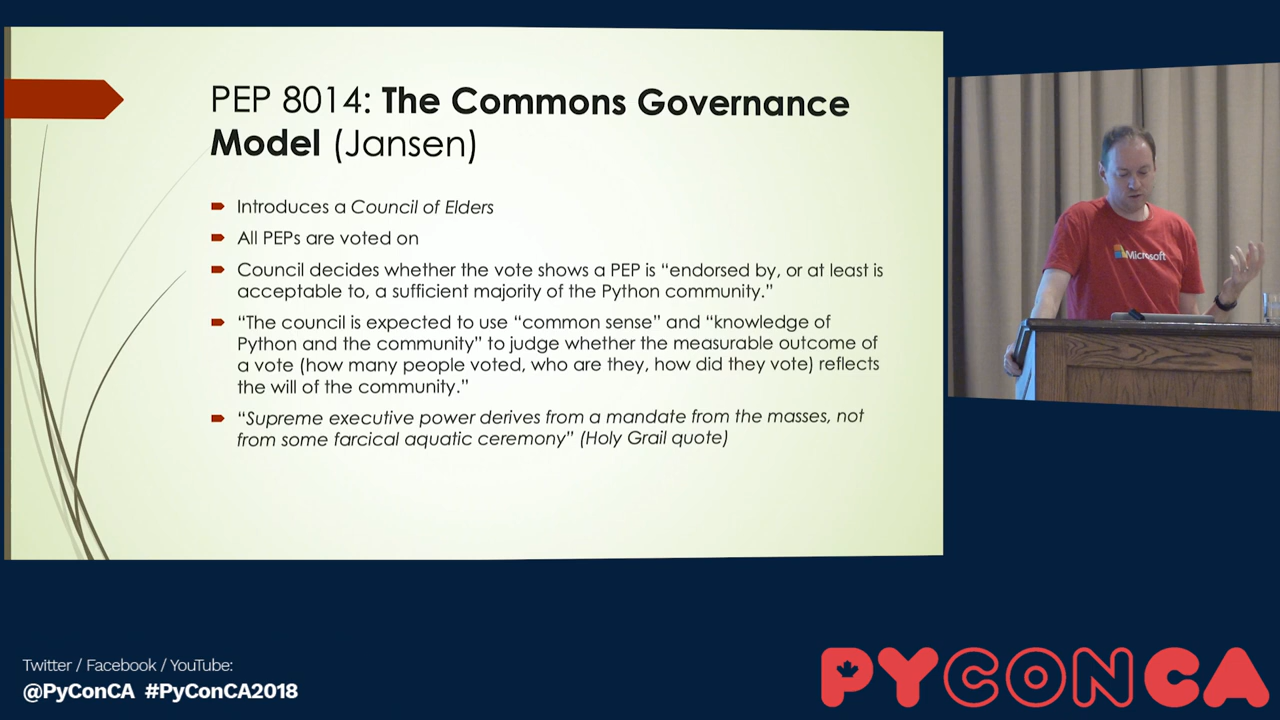 PEP 8014: The Commons Governance
Model (Jansen)
Introduces a Council of Elders
All PEPs are voted on
Council decides whether the vote shows a PEP is “endorsed by, or at least is
acceptable to, a sufficient majority of the Python community.”
“The council is expected to use “common sense” and “knowledge of
Python and the community” to judge whether the measurable outcome of
a vote (how many people voted, who are they, how did they vote) reflects
the will of the community.”
“Supreme executive power derives from a mandate from the masses, not
from some farcical aquatic ceremony” (Holy Grail quote)
Microsoft
Twitter / Facebook / YouTube:
@PyConCA #PyConCA2018
PYCONCA